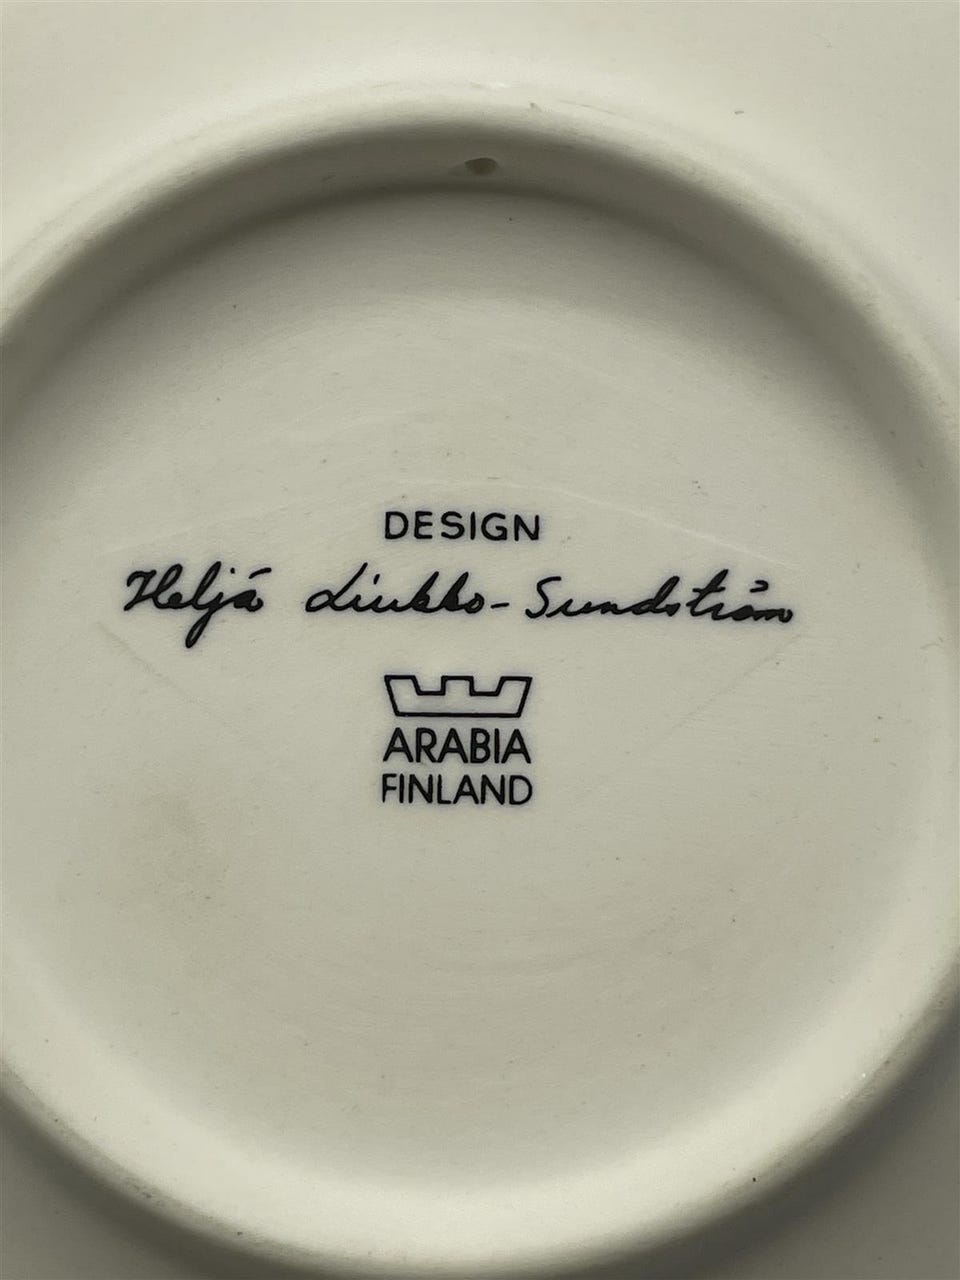 DESIGN
Heljä Liukko-Sundström
ARABIA
FINLAND